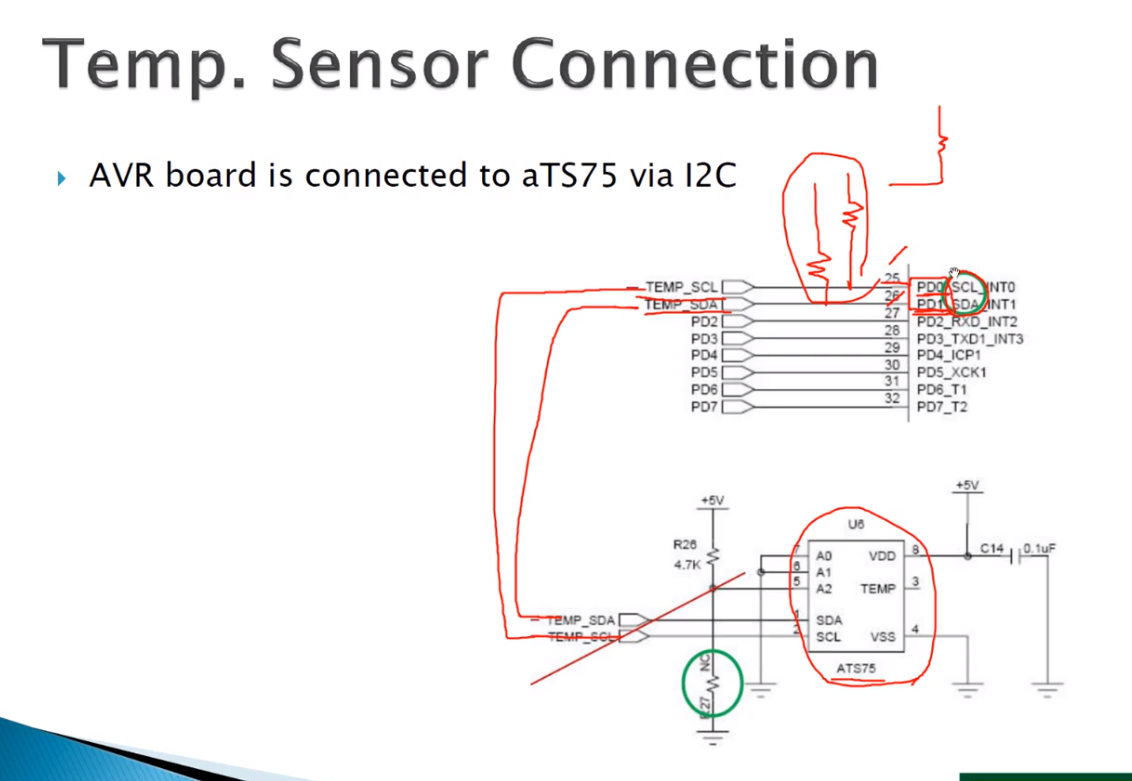 Temp. Sensor Connection
AVR board is connected to aTS75 via I2C
TEMP_SCL 25 PD0_SCL_INT0
TEMP_SDA 26 PD1_SDA_INT1
PD2 27 PD2_RXD_INT2
PD3 28 PD3_TXD1_INT3
PD4 29 PD4_ICP1
PD5 30 PD5_XCK1
PD6 31 PD6_T1
PD7 32 PD7_T2
+5V
+5V
U6
R26
4.7K
7 A0 VDD 8 C14 0.1uF
6 A1
5 A2 TEMP 3
TEMP_SDA 1 SDA
TEMP_SCL 2 SCL VSS 4
NC
ATS75
R27